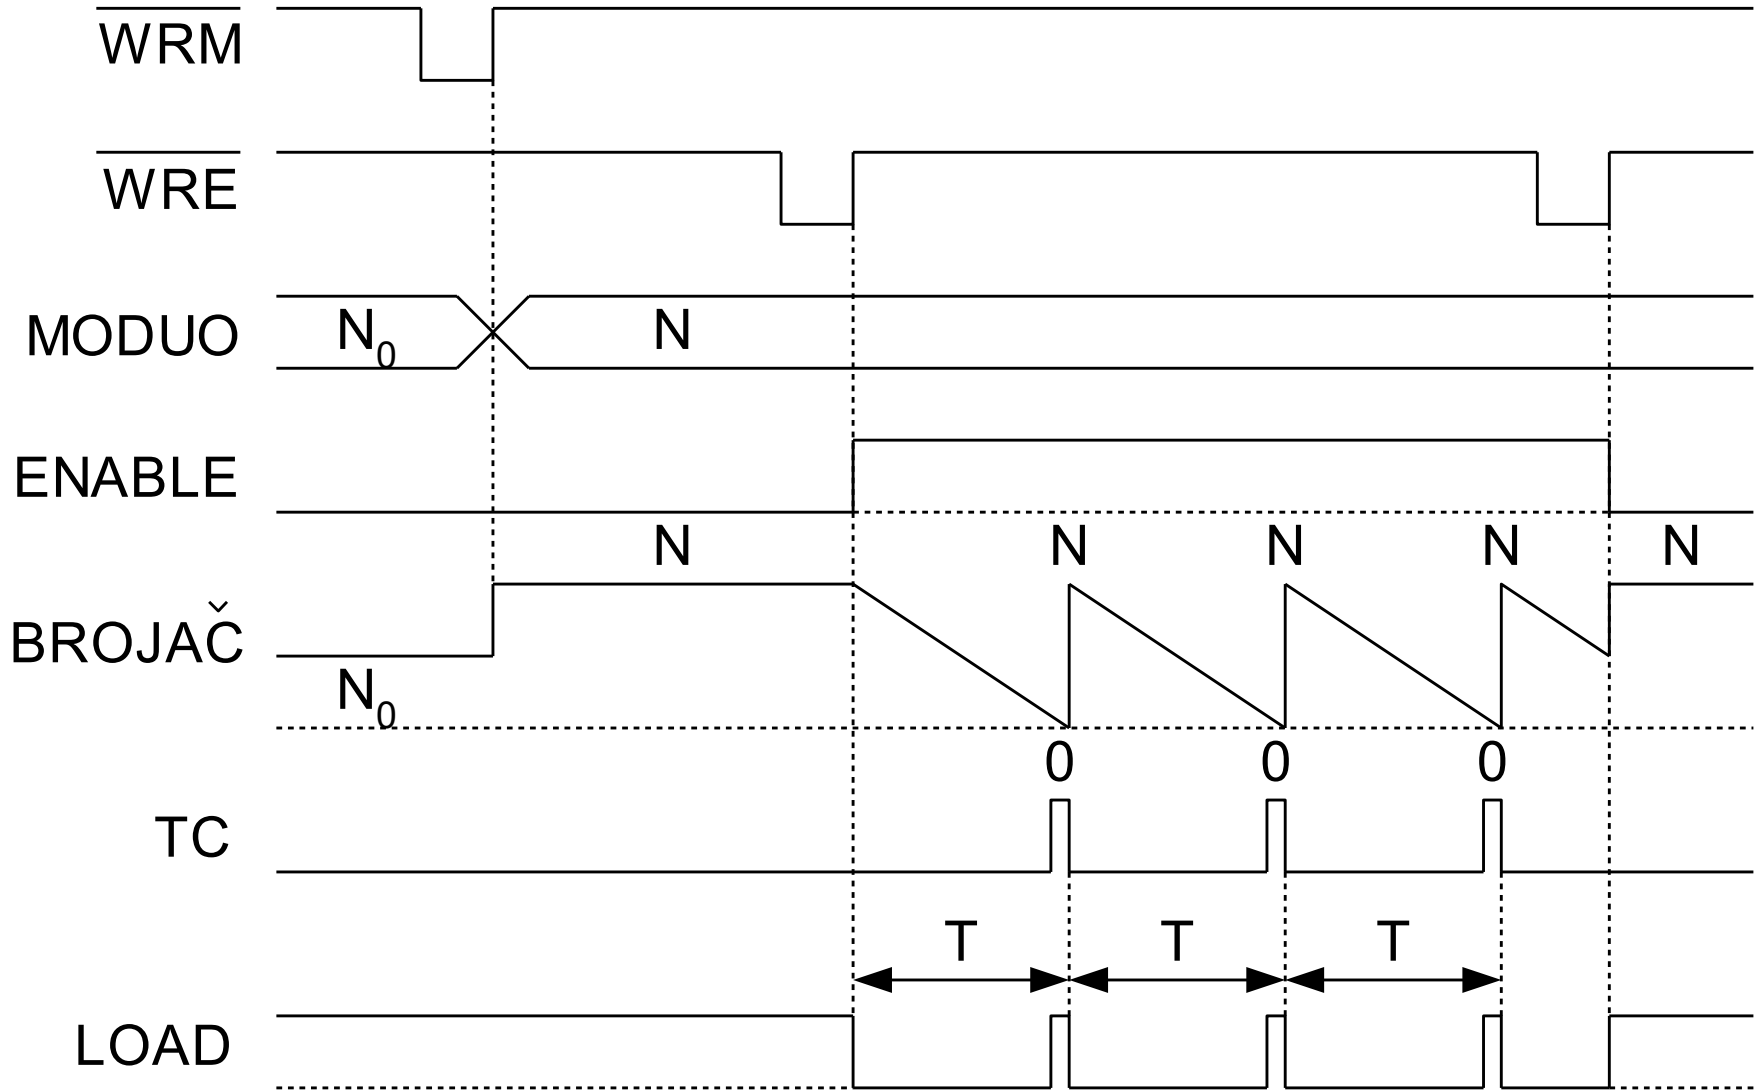 WRM
WRE
MODUO N₀ N
ENABLE
N N N N N
BROJAČ
N₀
0 0 0
TC
T T T
LOAD